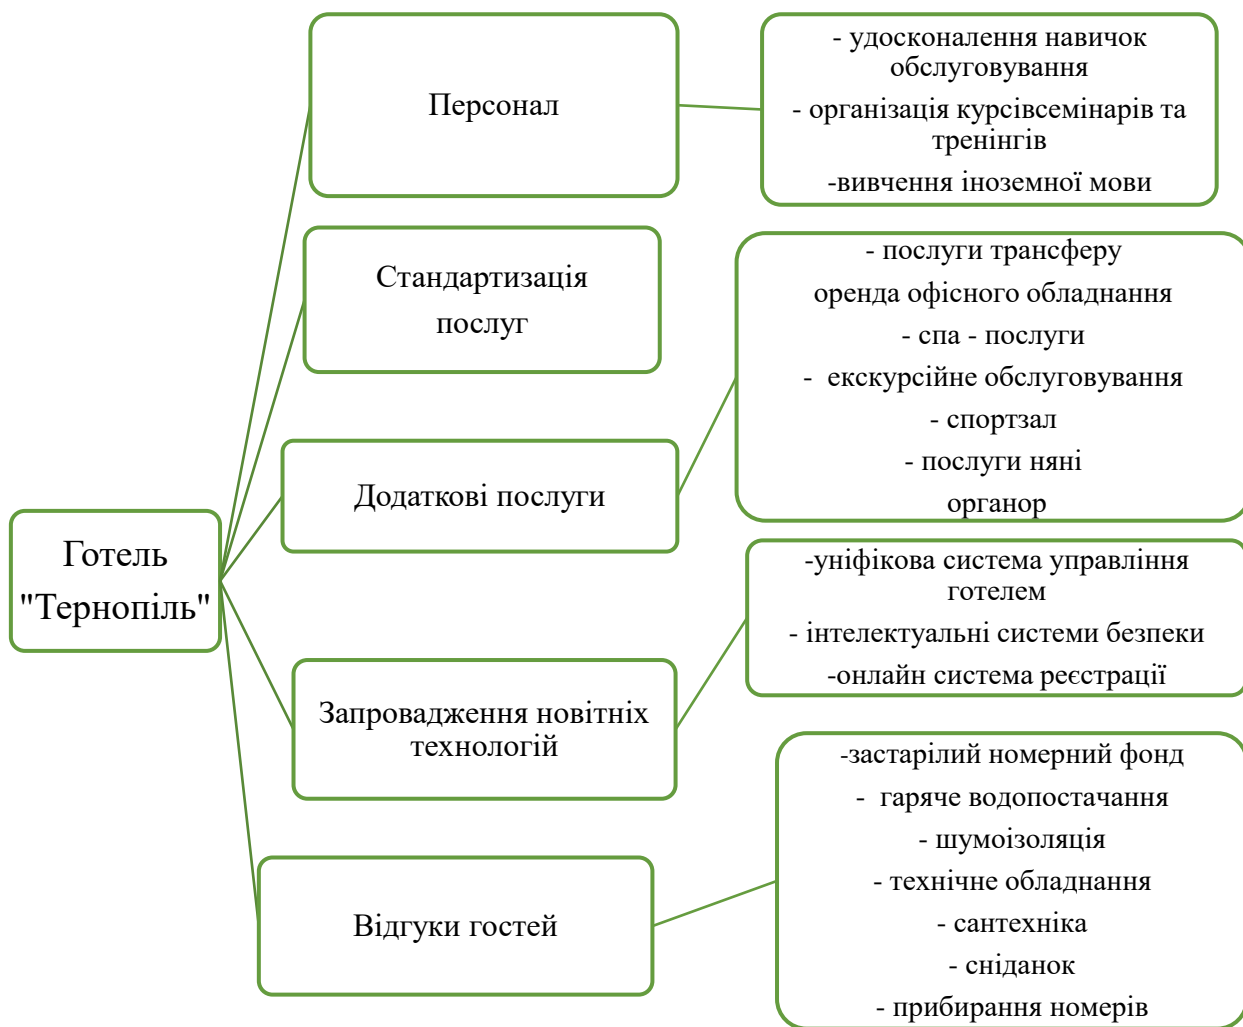 Персонал
- удосконалення навичок
обслуговування
- організація курсівсемінарів та
тренінгів
-вивчення іноземної мови
Стандартизація
послуг
Додаткові послуги
- послуги трансферу
оренда офісного обладнання
- спа - послуги
- екскурсійне обслуговування
- спортзал
- послуги няні
органор
Готель
"Тернопіль"
Запровадження новітніх
технологій
-уніфікова система управління
готелем
- інтелектуальні системи безпеки
-онлайн система реєстрації
Відгуки гостей
-застарілий номерний фонд
- гаряче водопостачання
- шумоізоляція
- технічне обладнання
- сантехніка
- сніданок
- прибирання номерів